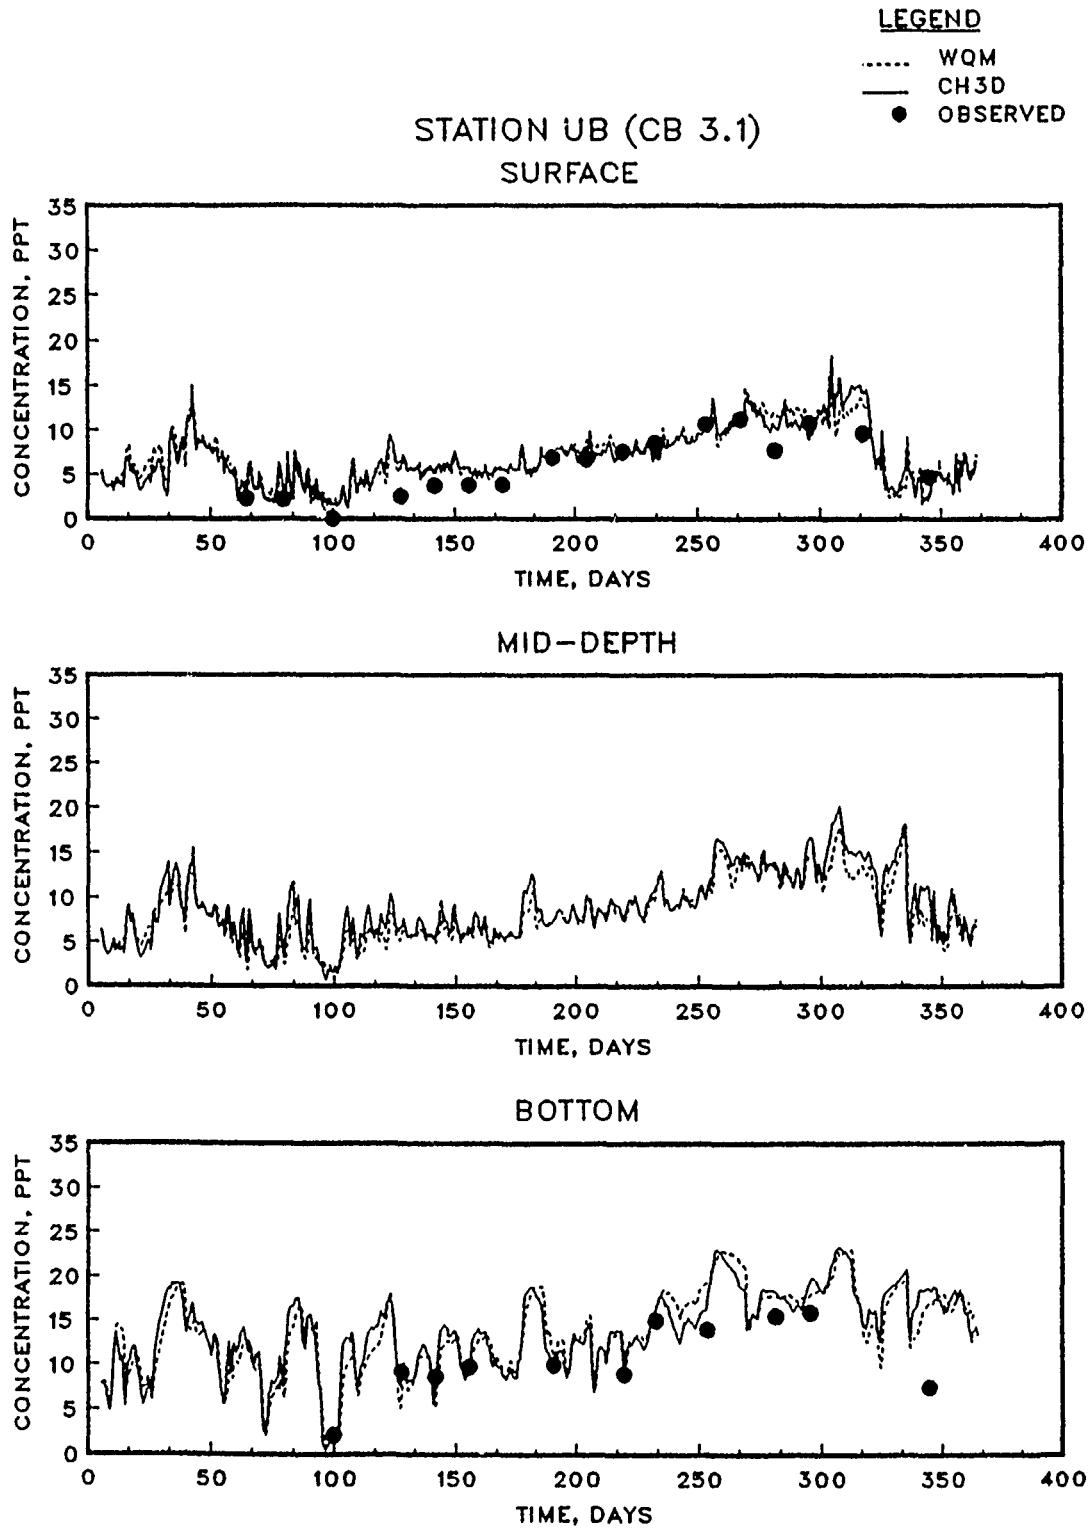 LEGEND
WQM
CH3D
OBSERVED
STATION UB (CB 3.1)
SURFACE
CONCENTRATION, PPT
35
30
25
20
15
10
5
0
0 50 100 150 200 250 300 350 400
TIME, DAYS
MID-DEPTH
CONCENTRATION, PPT
35
30
25
20
15
10
5
0
0 50 100 150 200 250 300 350 400
TIME, DAYS
BOTTOM
CONCENTRATION, PPT
35
30
25
20
15
10
5
0
0 50 100 150 200 250 300 350 400
TIME, DAYS